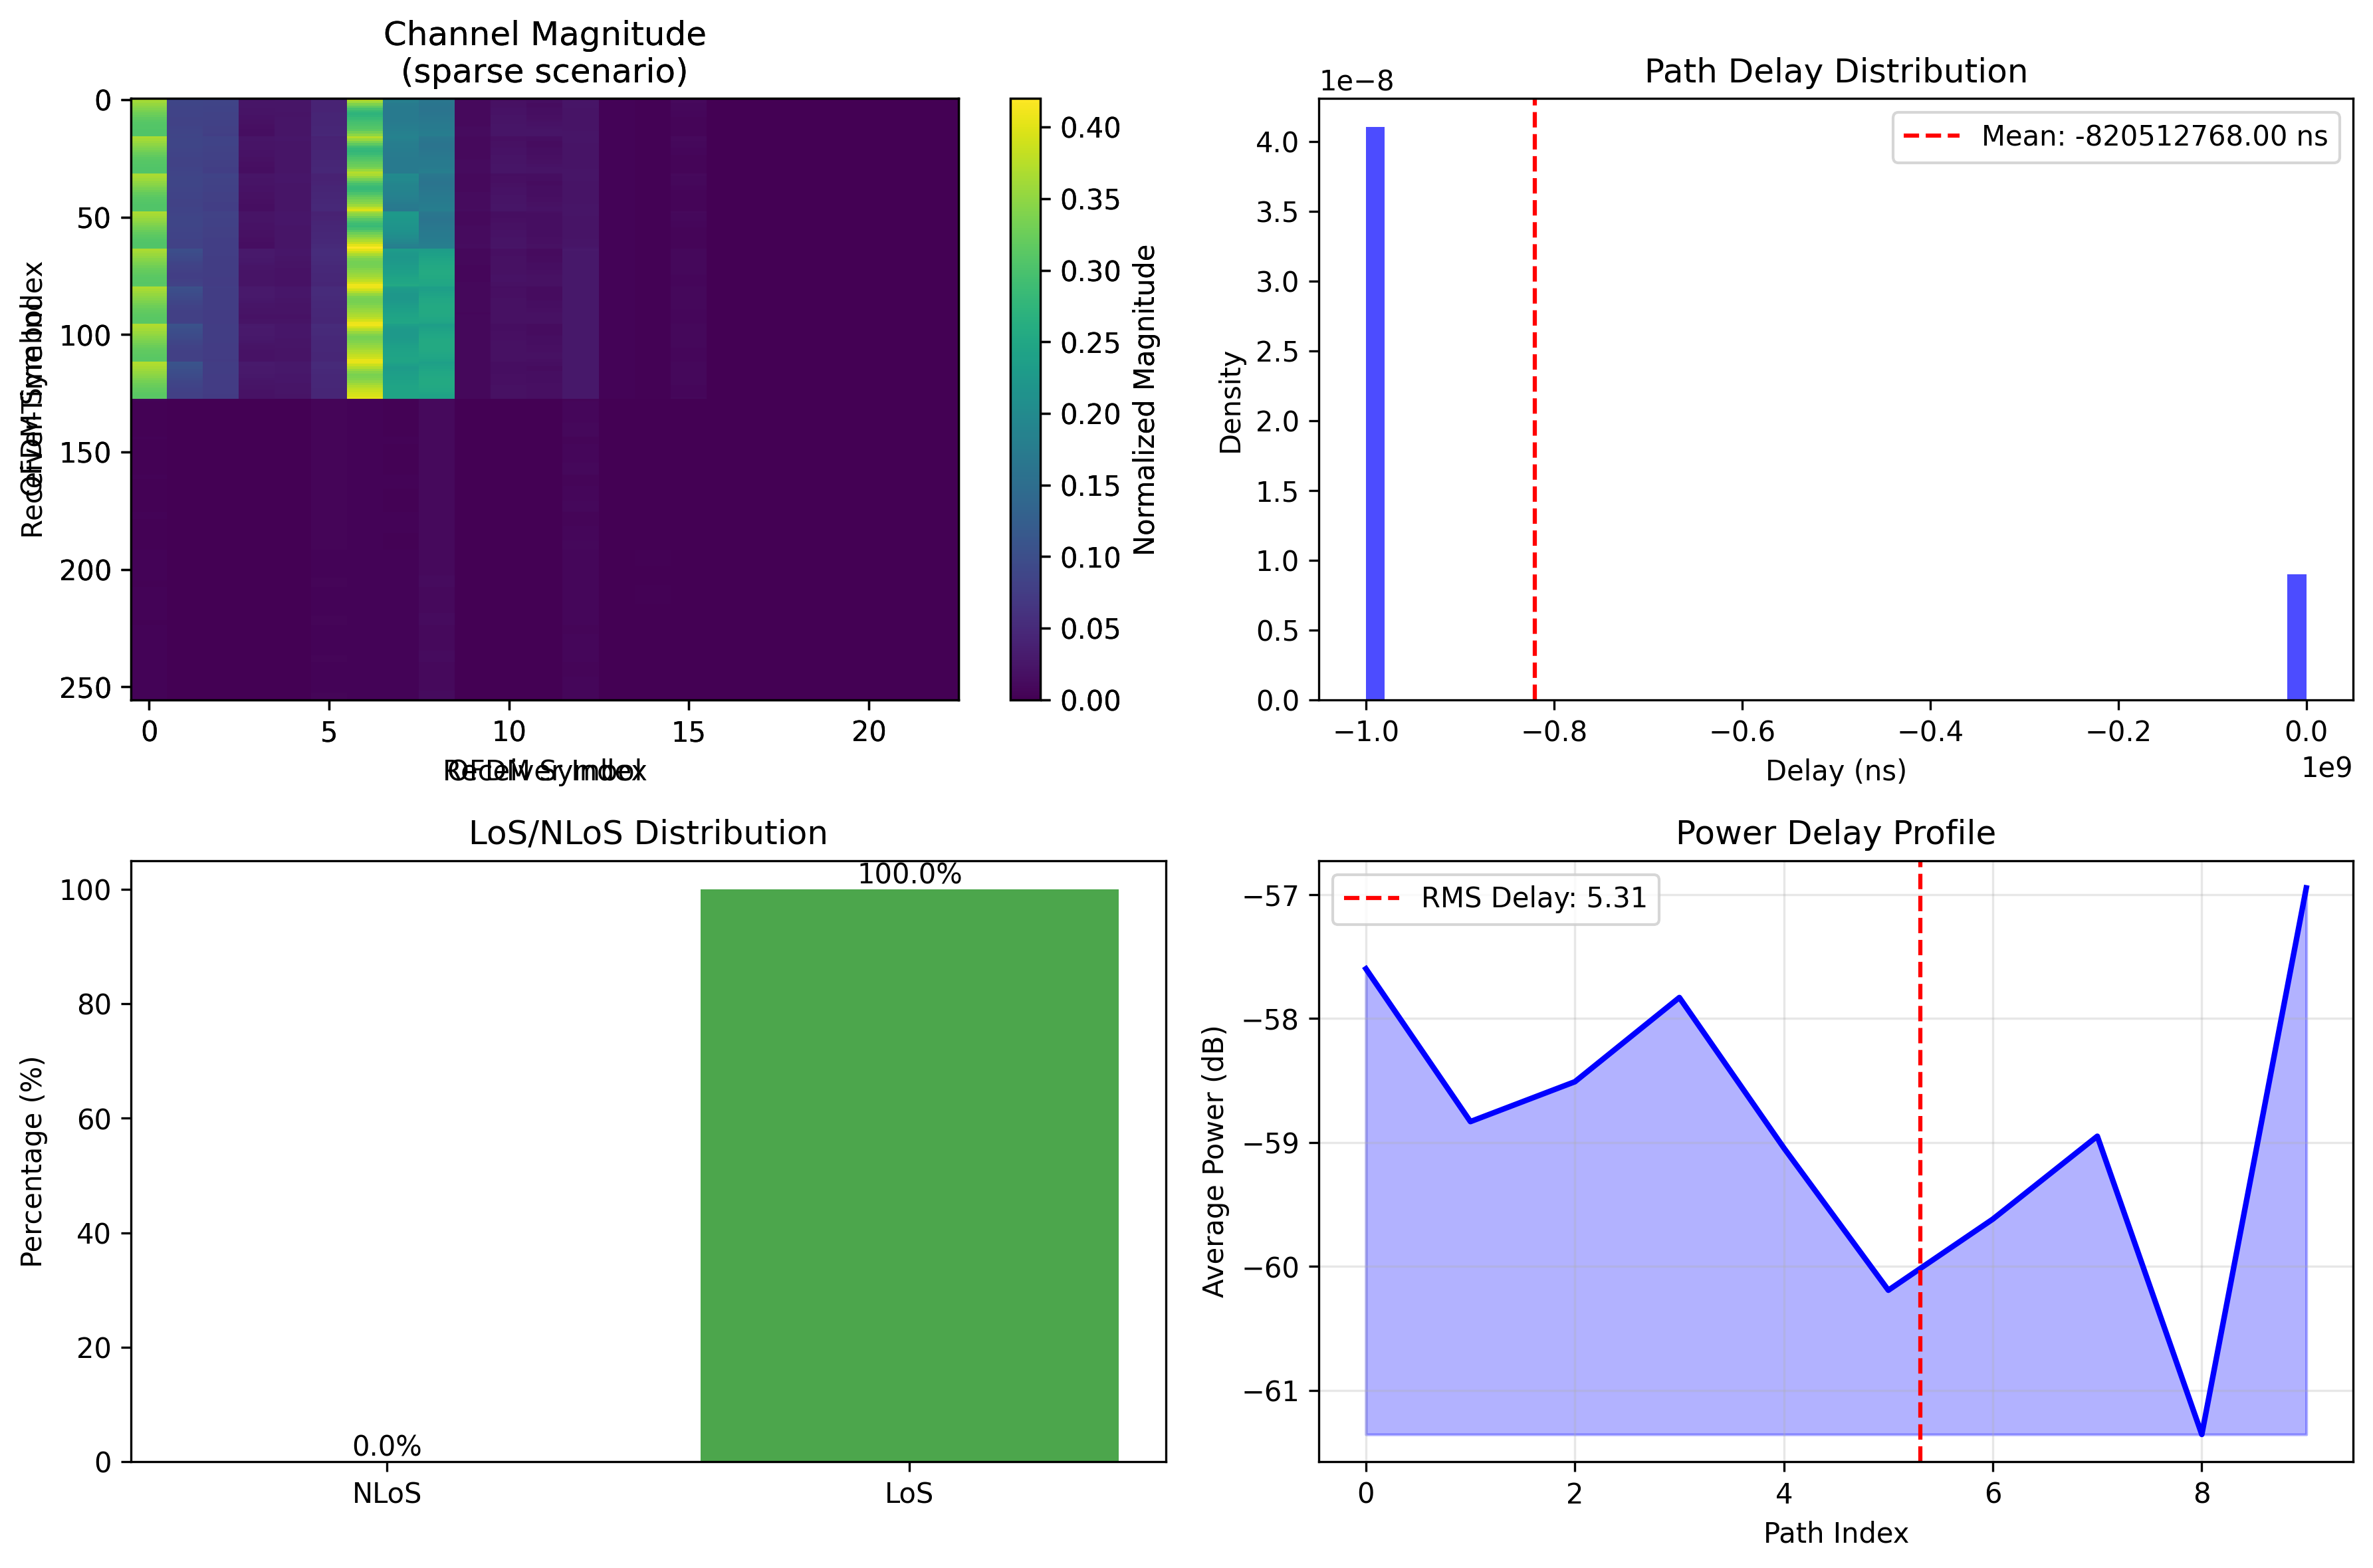 Channel Magnitude
(sparse scenario)
0
50
100
150
200
250
0 5 10 15 20
0.40
0.35
0.30
0.25
0.20
0.15
0.10
0.05
0.00
Normalized Magnitude
Path Delay Distribution
1e−8
Mean: -820512768.00 ns
4.0
3.5
3.0
2.5
2.0
1.5
1.0
0.5
0.0
Density
−1.0 −0.8 −0.6 −0.4 −0.2 0.0
1e9
Delay (ns)
LoS/NLoS Distribution
100
80
60
40
20
0
Percentage (%)
0.0%
100.0%
NLoS LoS
Power Delay Profile
RMS Delay: 5.31
−57
−58
−59
−60
−61
Average Power (dB)
0 2 4 6 8
Path Index